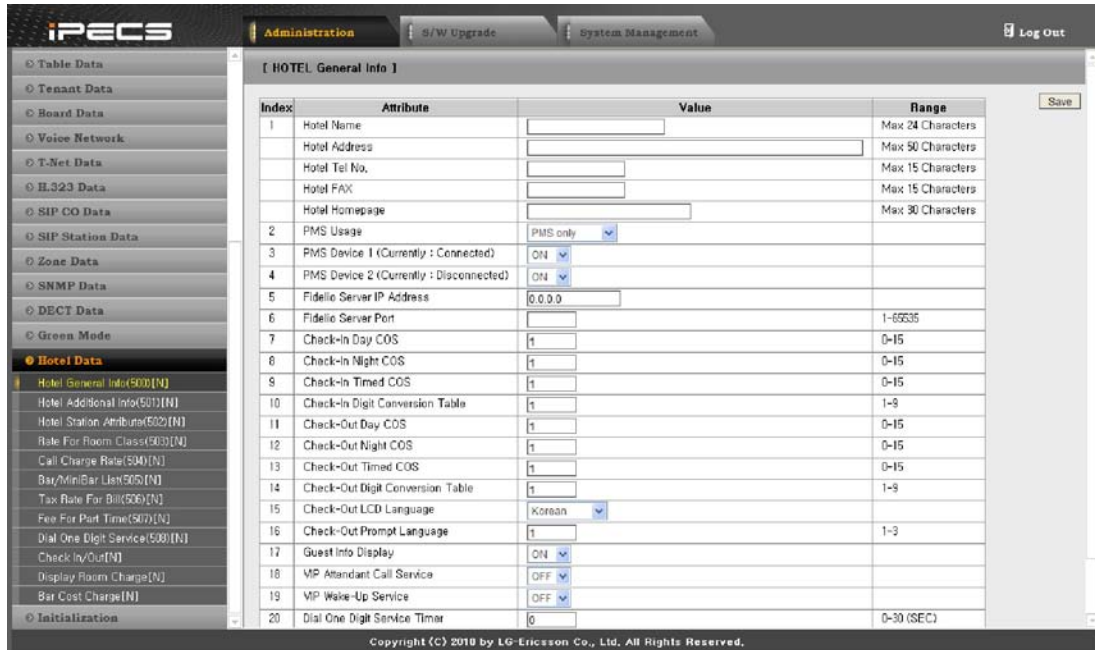 iPECS
Administration
S/W Upgrade
System Management
Log Out
Table Data
Tenant Data
Board Data
Voice Network
T-Net Data
H.323 Data
SIP CO Data
SIP Station Data
Zone Data
SNMP Data
DECT Data
Green Mode
Hotel Data
Hotel General Info(500)[N]
Hotel Additional Info(501)[N]
Hotel Station Attribute(502)[N]
Rate For Room Class(503)[N]
Call Charge Rate(504)[N]
Bar/MiniBar List(505)[N]
Tax Rate For Bill(506)[N]
Fee For Part Time(507)[N]
Dial One Digit Service(508)[N]
Check In/Out[N]
Display Room Charge[N]
Bar Cost Charge[N]
Initialization
[ HOTEL General Info ]
Save
Index Attribute Value Range
1 Hotel Name Max 24 Characters
Hotel Address Max 50 Characters
Hotel Tel No. Max 15 Characters
Hotel FAX Max 15 Characters
Hotel Homepage Max 30 Characters
2 PMS Usage PMS only
3 PMS Device 1 (Currently : Connected) ON
4 PMS Device 2 (Currently : Disconnected) ON
5 Fidelio Server IP Address 0.0.0.0
6 Fidelio Server Port 1-65535
7 Check-In Day COS 1 0-15
8 Check-In Night COS 1 0-15
9 Check-In Timed COS 1 0-15
10 Check-In Digit Conversion Table 1 1-9
11 Check-Out Day COS 1 0-15
12 Check-Out Night COS 1 0-15
13 Check-Out Timed COS 1 0-15
14 Check-Out Digit Conversion Table 1 1-9
15 Check-Out LCD Language Korean
16 Check-Out Prompt Language 1 1-3
17 Guest Info Display ON
18 VIP Attendant Call Service OFF
19 VIP Wake-Up Service OFF
20 Dial One Digit Service Timer 0 0-30 (SEC)
Copyright (C) 2010 by LG-Ericsson Co., Ltd. All Rights Reserved.